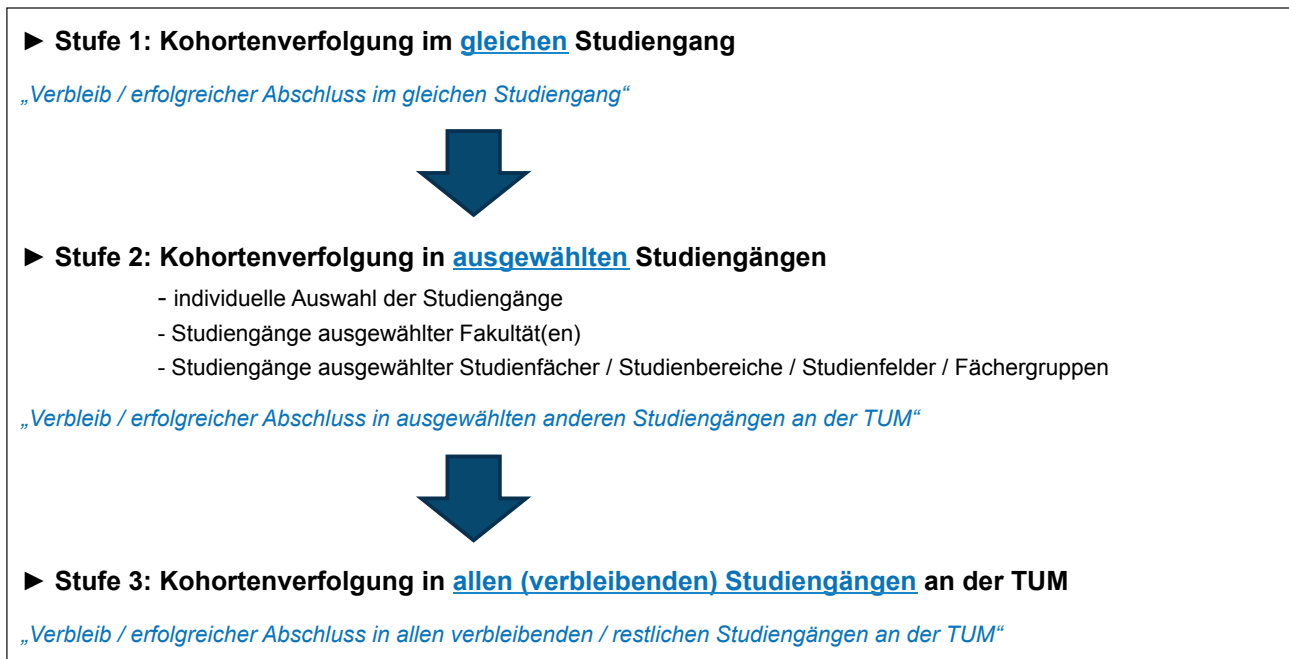 ► Stufe 1: Kohortenverfolgung im gleichen Studiengang
„Verbleib / erfolgreicher Abschluss im gleichen Studiengang“
► Stufe 2: Kohortenverfolgung in ausgewählten Studiengängen
- individuelle Auswahl der Studiengänge
- Studiengänge ausgewählter Fakultät(en)
- Studiengänge ausgewählter Studienfächer / Studienbereiche / Studienfelder / Fächergruppen
„Verbleib / erfolgreicher Abschluss in ausgewählten anderen Studiengängen an der TUM“
► Stufe 3: Kohortenverfolgung in allen (verbleibenden) Studiengängen an der TUM
„Verbleib / erfolgreicher Abschluss in allen verbleibenden / restlichen Studiengängen an der TUM“